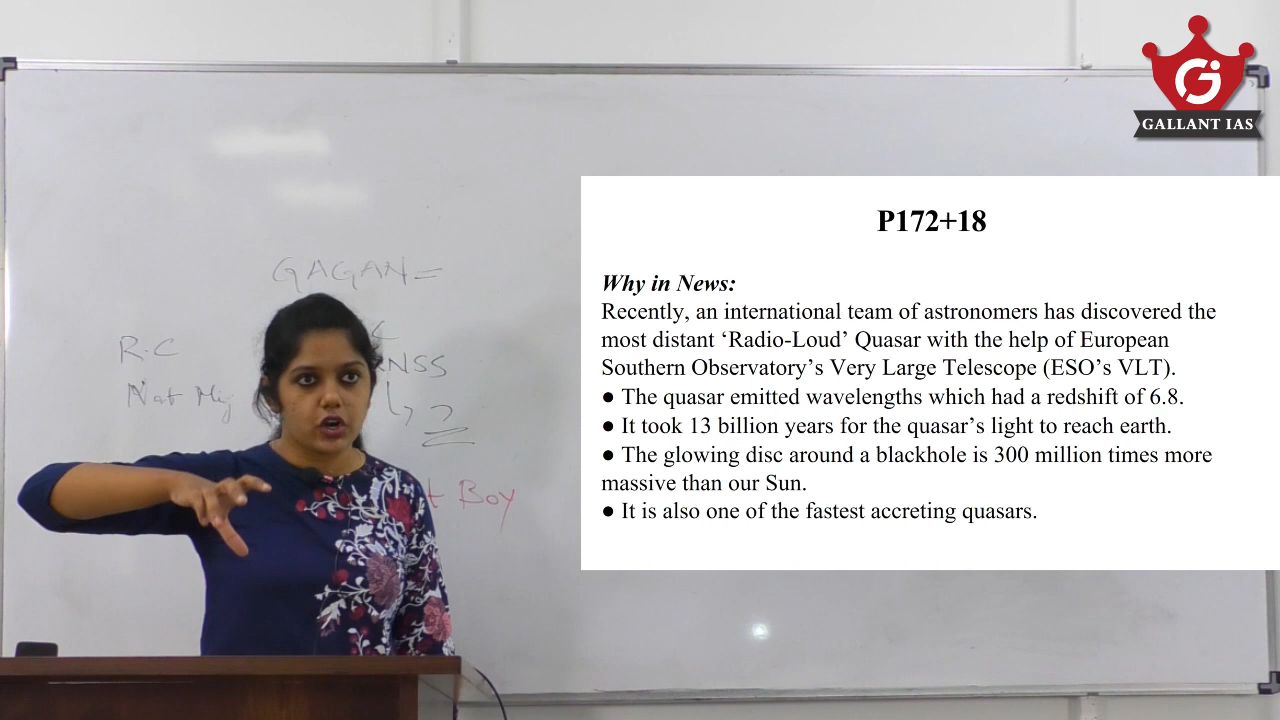 GALLANT IAS
GAGAN =
R.C
NSS
Nat Mig
2
Boy
P172+18
Why in News:
Recently, an international team of astronomers has discovered the
most distant ‘Radio-Loud’ Quasar with the help of European
Southern Observatory’s Very Large Telescope (ESO’s VLT).
● The quasar emitted wavelengths which had a redshift of 6.8.
● It took 13 billion years for the quasar’s light to reach earth.
● The glowing disc around a blackhole is 300 million times more
massive than our Sun.
● It is also one of the fastest accreting quasars.